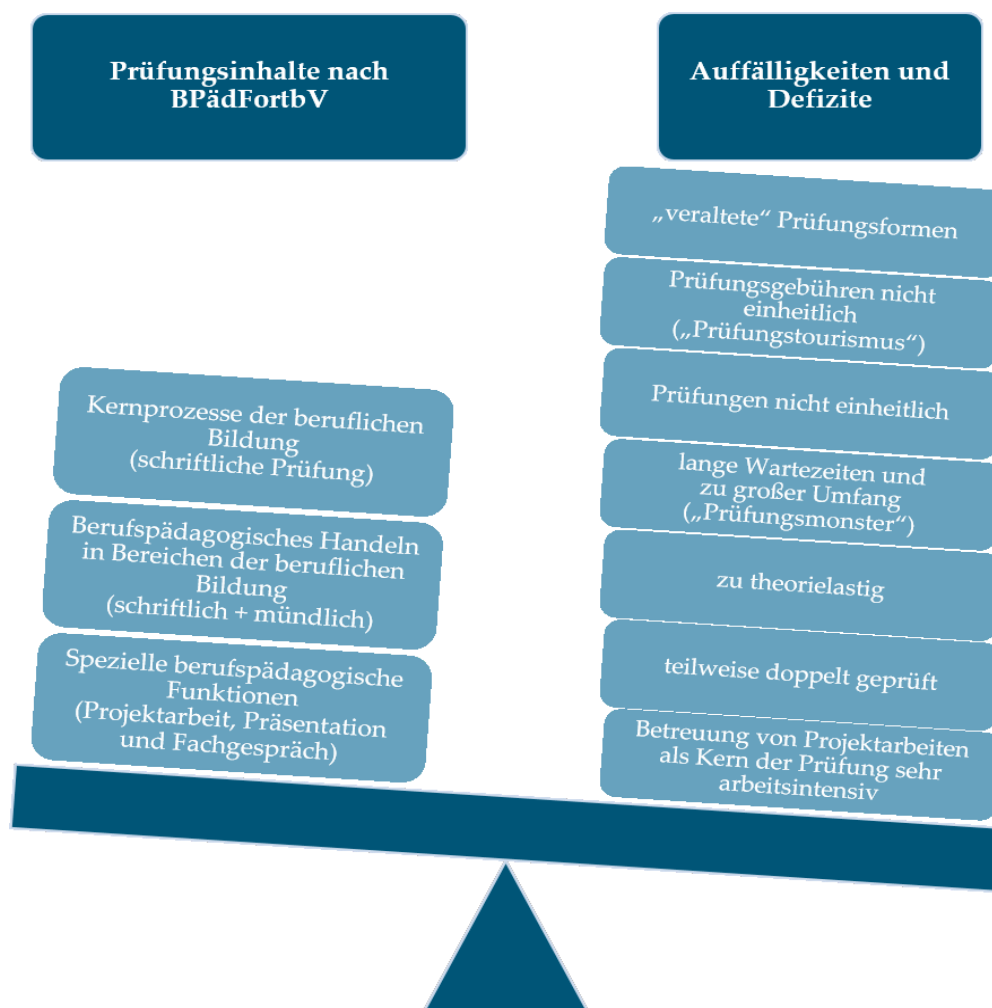 Prüfungsinhalte nach
BPädFortbV
Kernprozesse der beruflichen
Bildung
(schriftliche Prüfung)
Berufspädagogisches Handeln
in Bereichen der beruflichen
Bildung
(schriftlich + mündlich)
Spezielle berufspädagogische
Funktionen
(Projektarbeit, Präsentation
und Fachgespräch)
Auffälligkeiten und
Defizite
„veraltete“ Prüfungsformen
Prüfungsgebühren nicht
einheitlich
(„Prüfungstourismus“)
Prüfungen nicht einheitlich
lange Wartezeiten und
zu großer Umfang
(„Prüfungsmonster“)
zu theorielastig
teilweise doppelt geprüft
Betreuung von Projektarbeiten
als Kern der Prüfung sehr
arbeitsintensiv